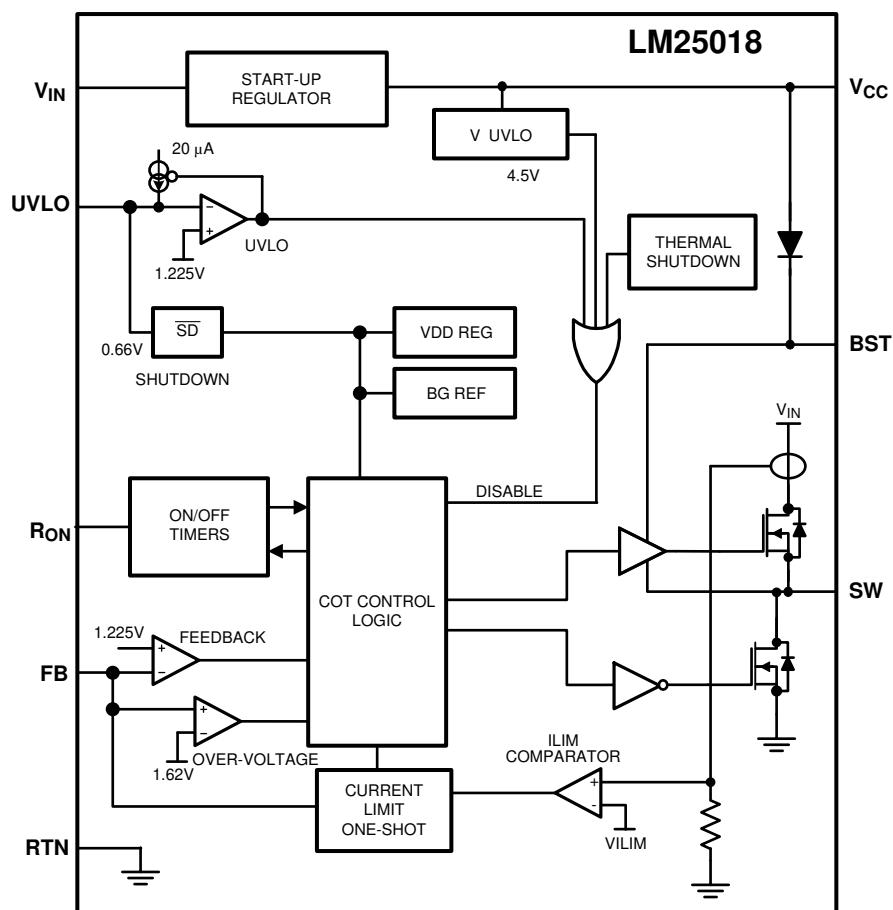 LM25018
VIN
START-UP
REGULATOR
VCC
V UVLO
4.5V
20 µA
UVLO
-
+
1.225V
UVLO
THERMAL
SHUTDOWN
0.66V
SD
SHUTDOWN
VDD REG
BG REF
BST
VIN
RON
ON/OFF
TIMERS
DISABLE
COT CONTROL
LOGIC
SW
1.225V
FEEDBACK
FB
+
-
+
-
1.62V
OVER-VOLTAGE
CURRENT
LIMIT
ONE-SHOT
ILIM
COMPARATOR
+
-
VILIM
RTN